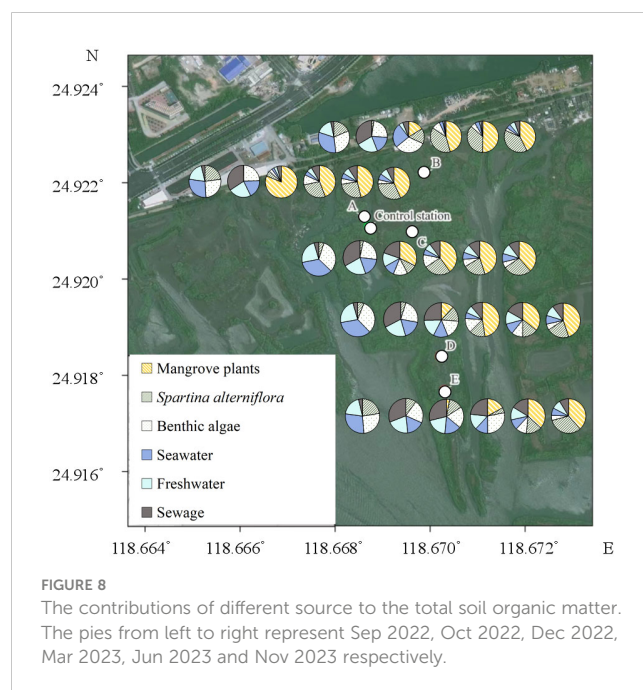 N
24.924°
24.922°
24.920°
24.918°
24.916°
B
A
Control station
C
D
E
Mangrove plants
Spartina alterniflora
Benthic algae
Seawater
Freshwater
Sewage
118.664° 118.666° 118.668° 118.670° 118.672° E
FIGURE 8
The contributions of different source to the total soil organic matter.
The pies from left to right represent Sep 2022, Oct 2022, Dec 2022,
Mar 2023, Jun 2023 and Nov 2023 respectively.